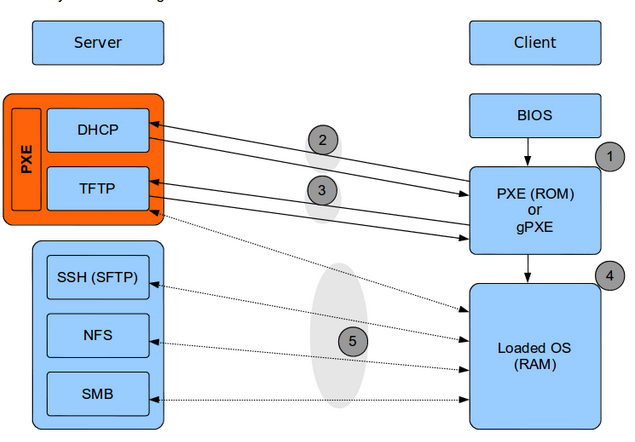 Server
Client
PXE
DHCP
BIOS
2
1
TFTP
3
PXE (ROM)
or
gPXE
4
SSH (SFTP)
NFS
5
Loaded OS
(RAM)
SMB